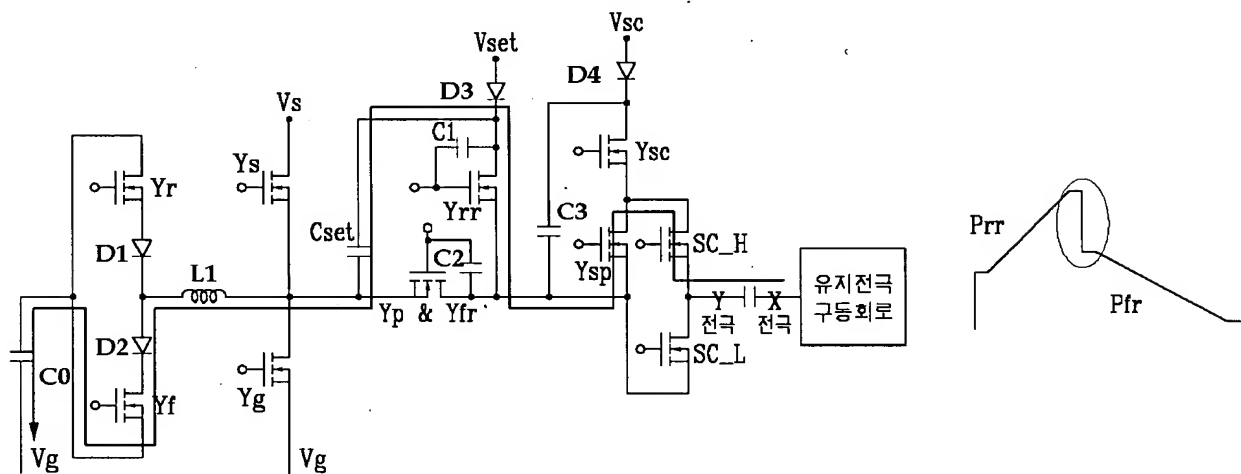 Vsc
Vset
D4
D3
Vs
C1
Ysc
Ys
Yr
Yrr
Prr
C3
Cset
D1
SC_H
C2
Ysp
L1
유지전극
구동회로
Y
전극
X
전극
Yp & Yfr
Pfr
D2
SC_L
C0
Yg
Yf
Vg
Vg